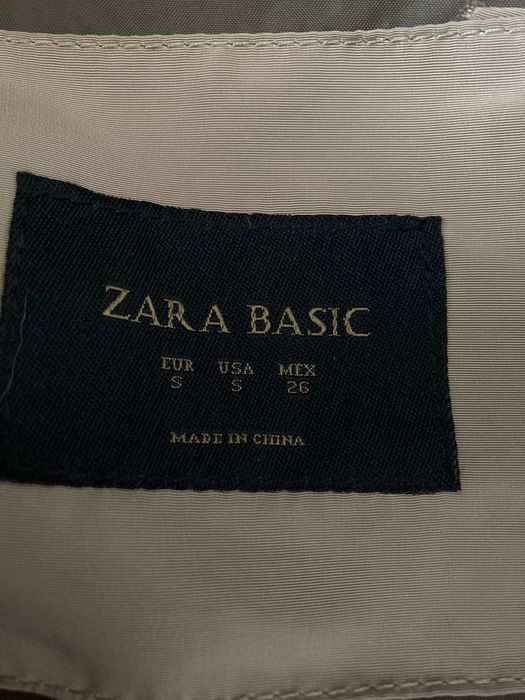 ZARA BASIC
EUR USA MEX
S S 26
MADE IN CHINA